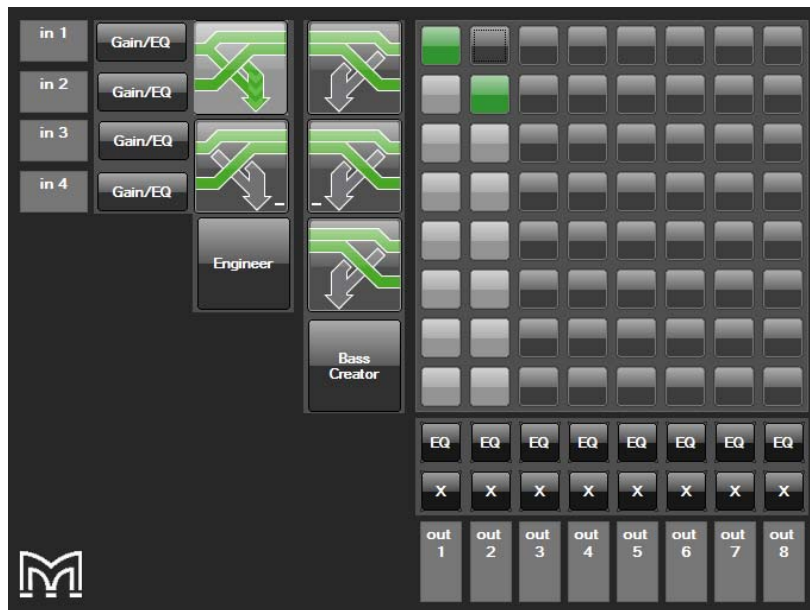 in 1
Gain/EQ
in 2
Gain/EQ
in 3
Gain/EQ
in 4
Gain/EQ
Engineer
Bass
Creator
EQ EQ EQ EQ EQ EQ EQ EQ
X X X X X X X X
out 1
out 2
out 3
out 4
out 5
out 6
out 7
out 8